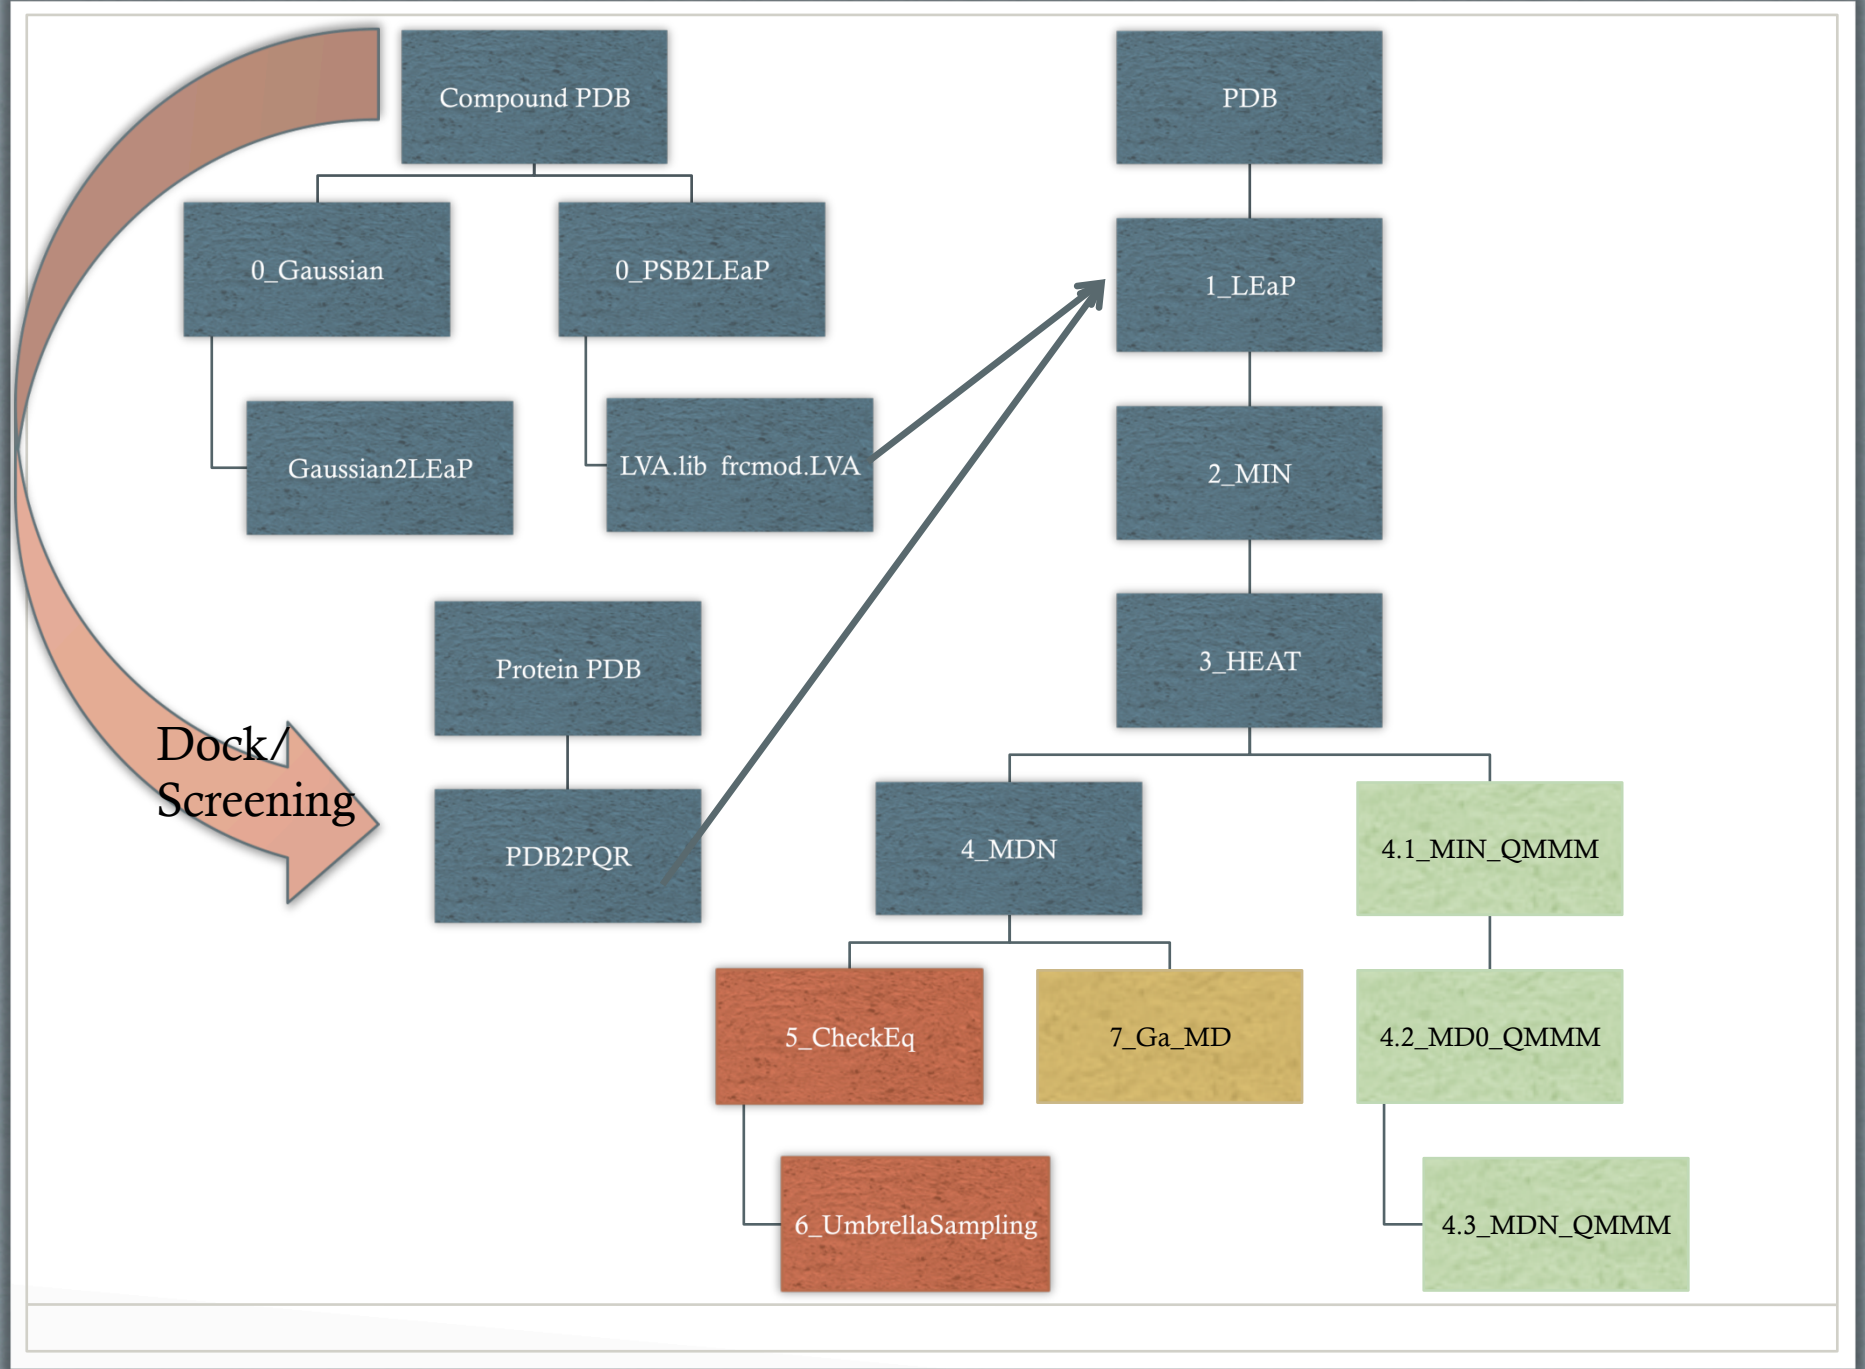 Compound PDB
0_Gaussian
0_PSB2LEaP
Gaussian2LEaP
LVA.lib frcmod.LVA
Dock/
Screening
Protein PDB
PDB2PQR
PDB
1_LEaP
2_MIN
3_HEAT
4_MDN
4.1_MIN_QMMM
5_CheckEq
7_Ga_MD
4.2_MD0_QMMM
6_UmbrellaSampling
4.3_MDN_QMMM